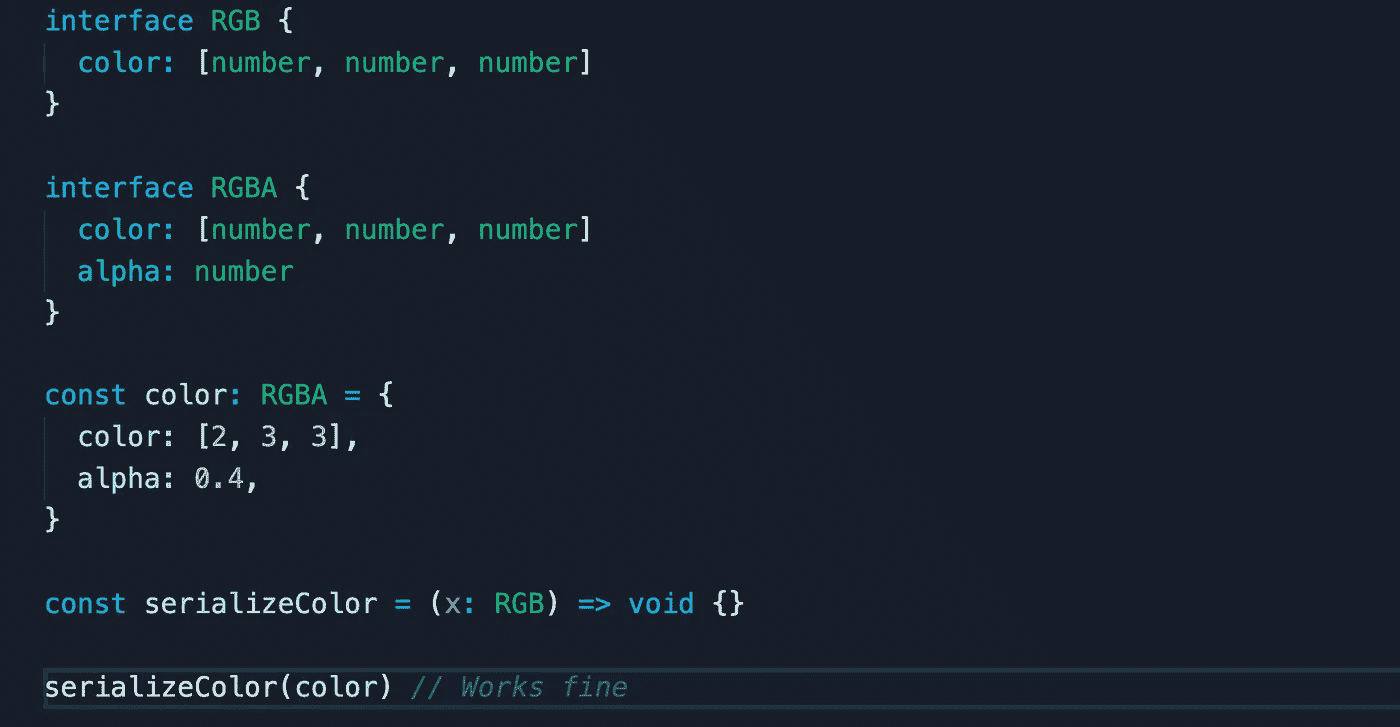 interface RGB {
  color: [number, number, number]
}
interface RGBA {
  color: [number, number, number]
  alpha: number
}
const color: RGBA = {
  color: [2, 3, 3],
  alpha: 0.4,
}
const serializeColor = (x: RGB) => void {}
serializeColor(color) // Works fine